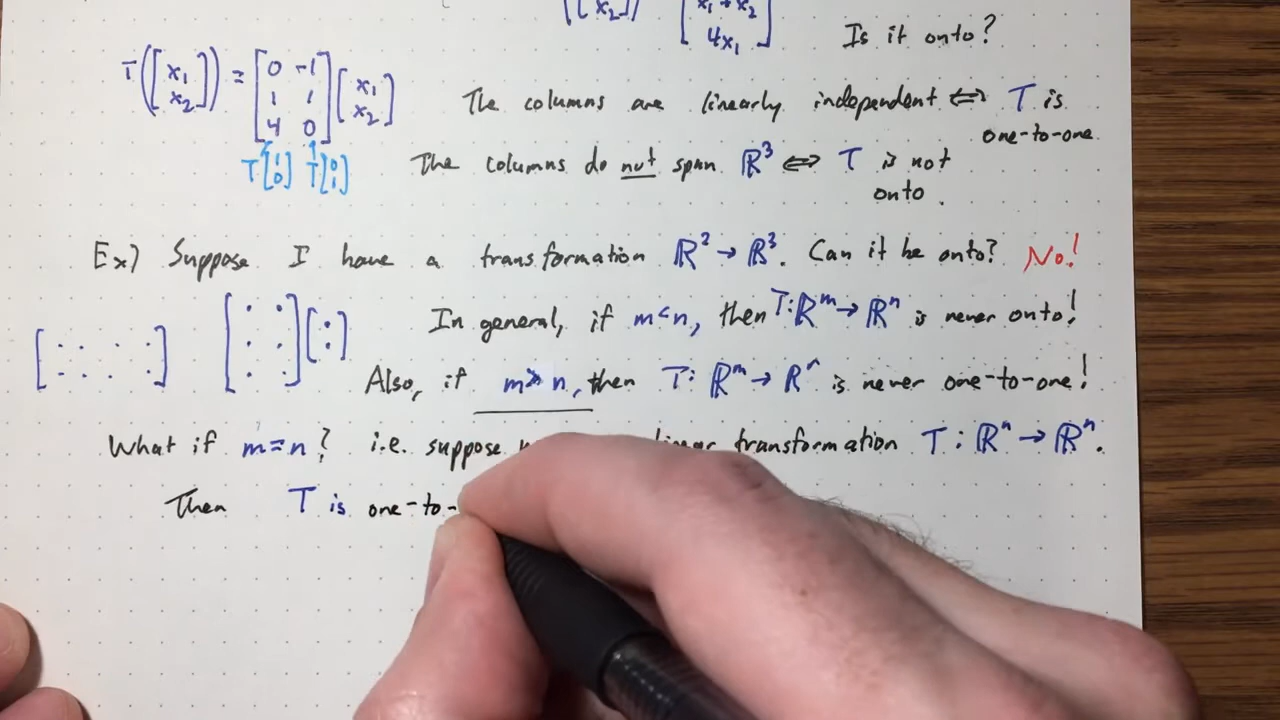 x₂ x₁ + x₂
4x₁
Is it onto?
T([x₁ x₂]) = [0 -1 1 1 4 0] [x₁ x₂]
The columns are linearly independent ⟺ T is one-to-one
T[1 0] T[0 1]
The columns do not span ℝ³ ⟺ T is not onto.
Ex) Suppose I have a transformation ℝ² → ℝ³. Can it be onto? No!
In general, if m<n, then T:ℝᵐ → ℝⁿ is never onto!
Also, if m > n, then T: ℝᵐ → ℝⁿ is never one-to-one!
What if m = n? i.e. suppose linear transformation T : ℝⁿ → ℝⁿ.
Then T is one-to-